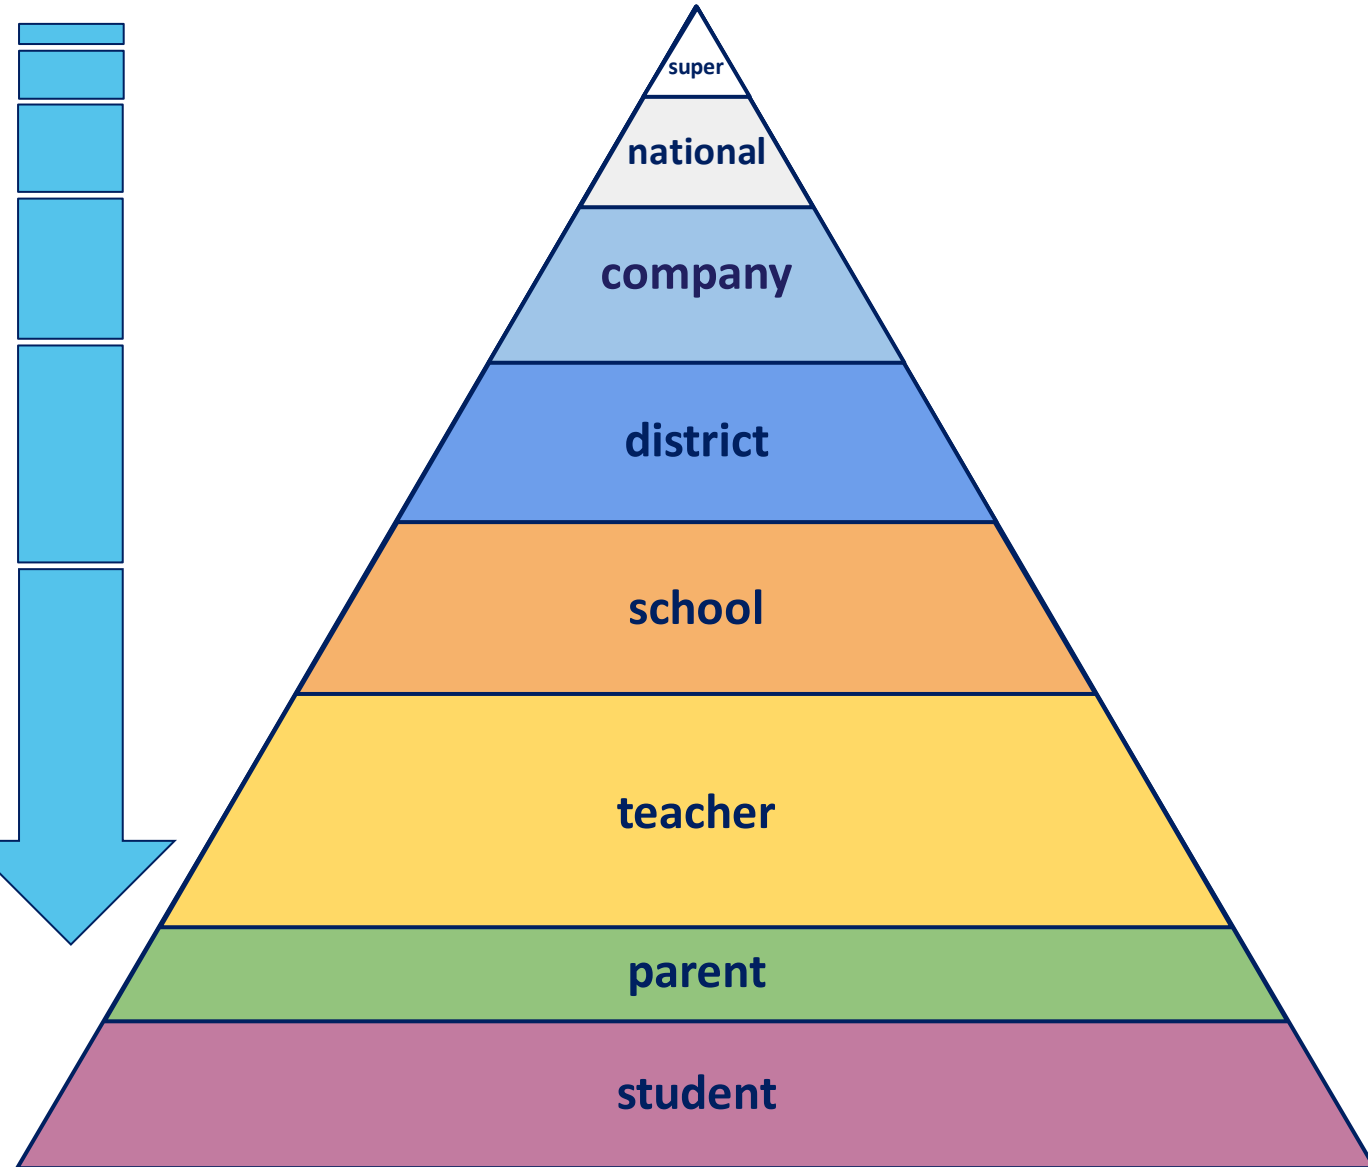 super
national
company
district
school
teacher
parent
student